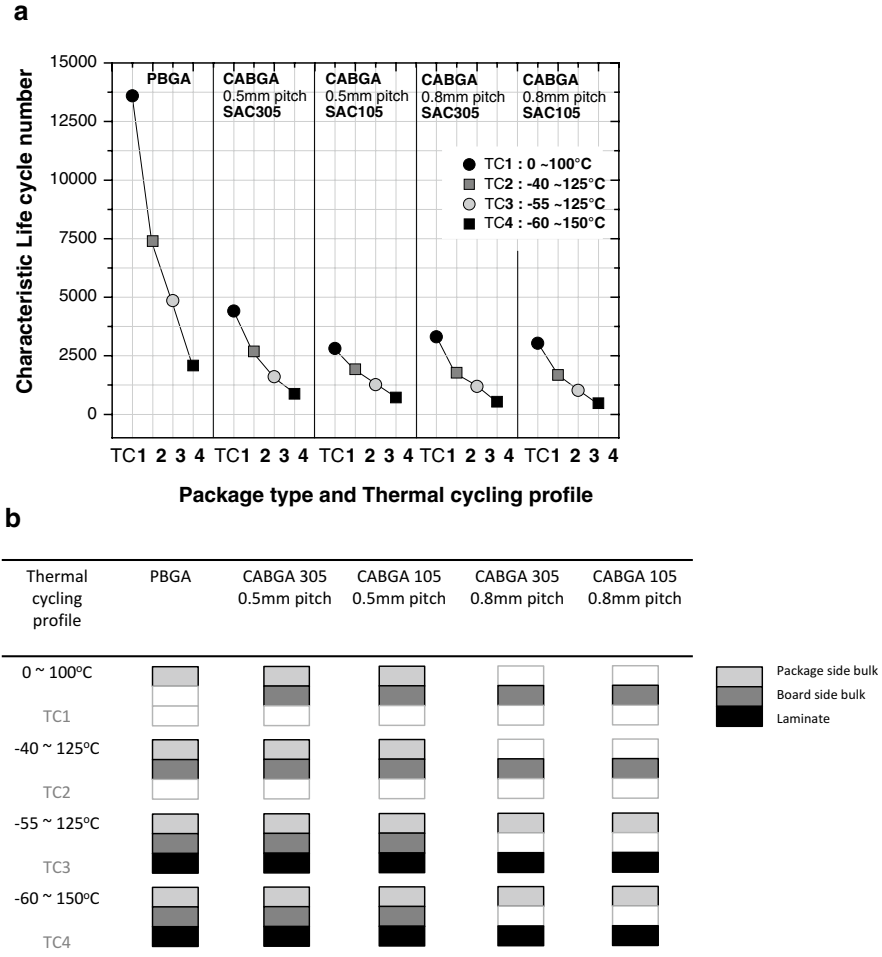 a
Characteristic Life cycle number
15000
12500
10000
7500
5000
2500
0
PBGA
CABGA
0.5mm pitch
SAC305
CABGA
0.5mm pitch
SAC105
CABGA
0.8mm pitch
SAC305
CABGA
0.8mm pitch
SAC105
TC1 : 0 ~100°C
TC2 : -40 ~125°C
TC3 : -55 ~125°C
TC4 : -60 ~150°C
TC1 2 3 4 TC1 2 3 4 TC1 2 3 4 TC1 2 3 4 TC1 2 3 4
Package type and Thermal cycling profile
b
Thermal
cycling
profile
PBGA
CABGA 305
0.5mm pitch
CABGA 105
0.5mm pitch
CABGA 305
0.8mm pitch
CABGA 105
0.8mm pitch
0 ~ 100°C
TC1
-40 ~ 125°C
TC2
-55 ~ 125°C
TC3
-60 ~ 150°C
TC4
Package side bulk
Board side bulk
Laminate